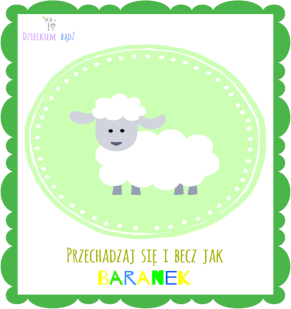 DZIECKIEM BĄDŹ
PRZECHADZAJ SIĘ I BECZ JAK
BARANEK